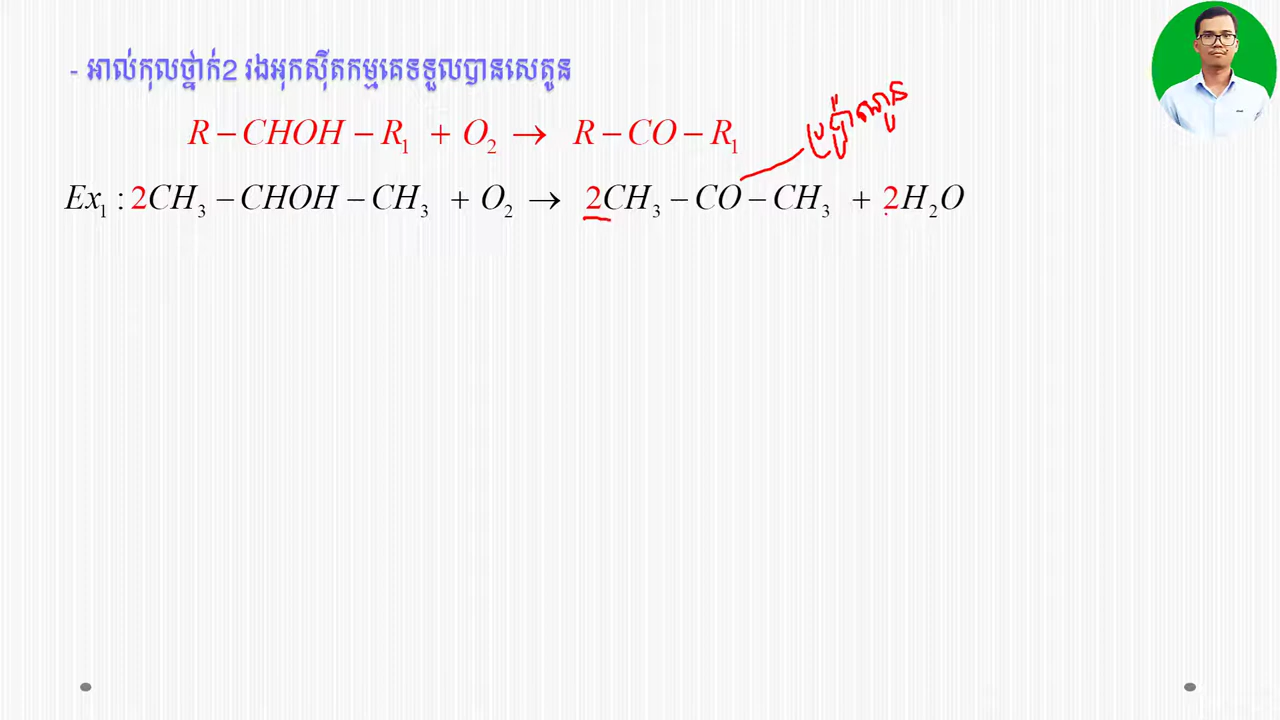 - អាល់កុលថ្នាក់2 រងអុកស៊ីតកម្មគេទទួលបានសេតូន
R – CHOH – R₁ + O₂ → R – CO – R₁
ប្រូប៉ាណូន
Ex₁ : 2CH₃ – CHOH – CH₃ + O₂ → 2CH₃ – CO – CH₃ + 2H₂O